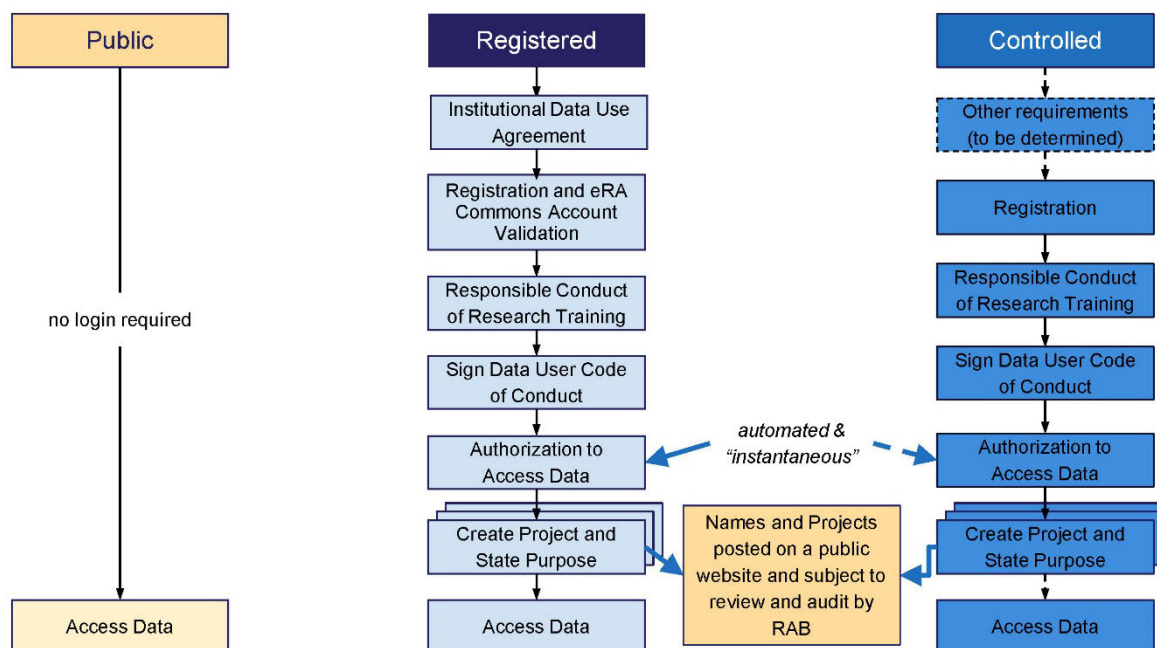 Public
no login required
Access Data
Registered
Institutional Data Use
Agreement
Registration and eRA
Commons Account
Validation
Responsible Conduct
of Research Training
Sign Data User Code
of Conduct
Authorization to
Access Data
Create Project and
State Purpose
Access Data
automated &
“instantaneous”
Names and Projects
posted on a public
website and subject to
review and audit by
RAB
Controlled
Other requirements
(to be determined)
Registration
Responsible Conduct
of Research Training
Sign Data User Code
of Conduct
Authorization to
Access Data
Create Project and
State Purpose
Access Data